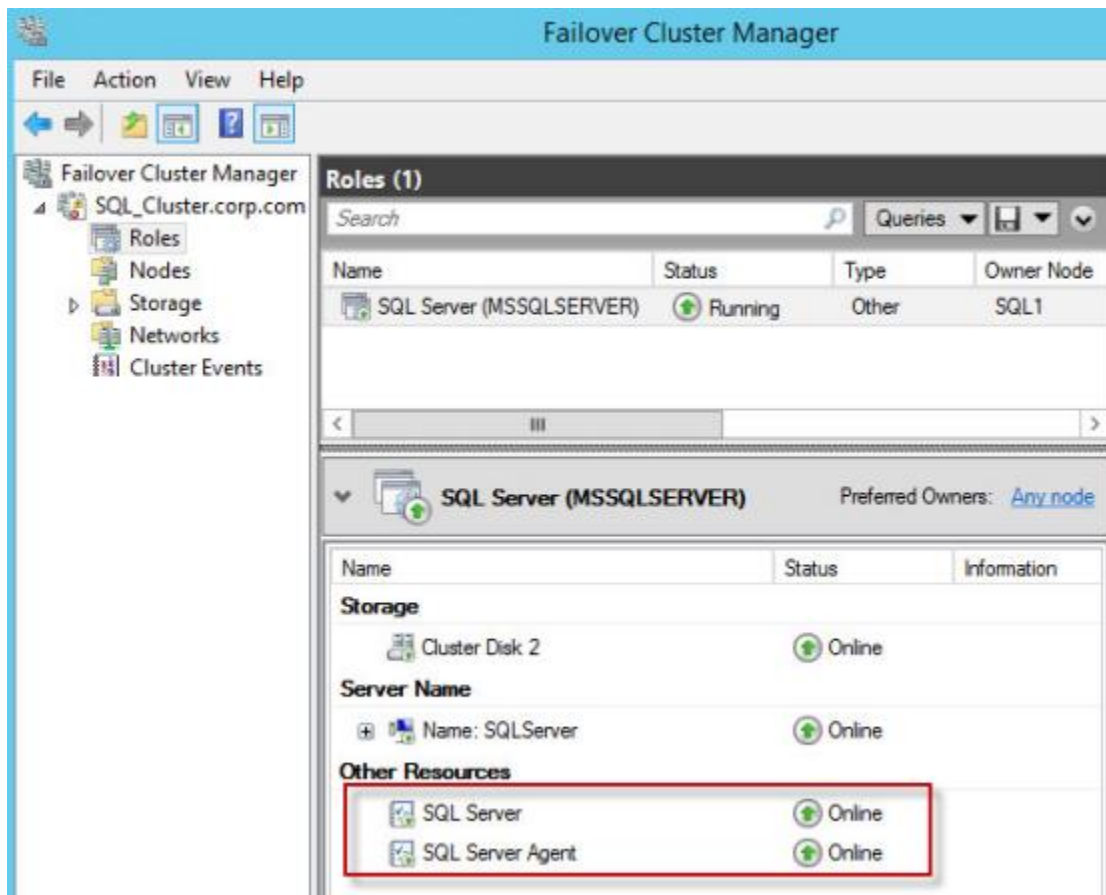 Failover Cluster Manager
File Action View Help
Failover Cluster Manager
SQL_Cluster.corp.com
Roles
Nodes
Storage
Networks
Cluster Events
Roles (1)
Search Queries
Name Status Type Owner Node
SQL Server (MSSQLSERVER) Running Other SQL1
SQL Server (MSSQLSERVER) Preferred Owners: Any node
Name Status Information
Storage
Cluster Disk 2 Online
Server Name
Name: SQLServer Online
Other Resources
SQL Server Online
SQL Server Agent Online